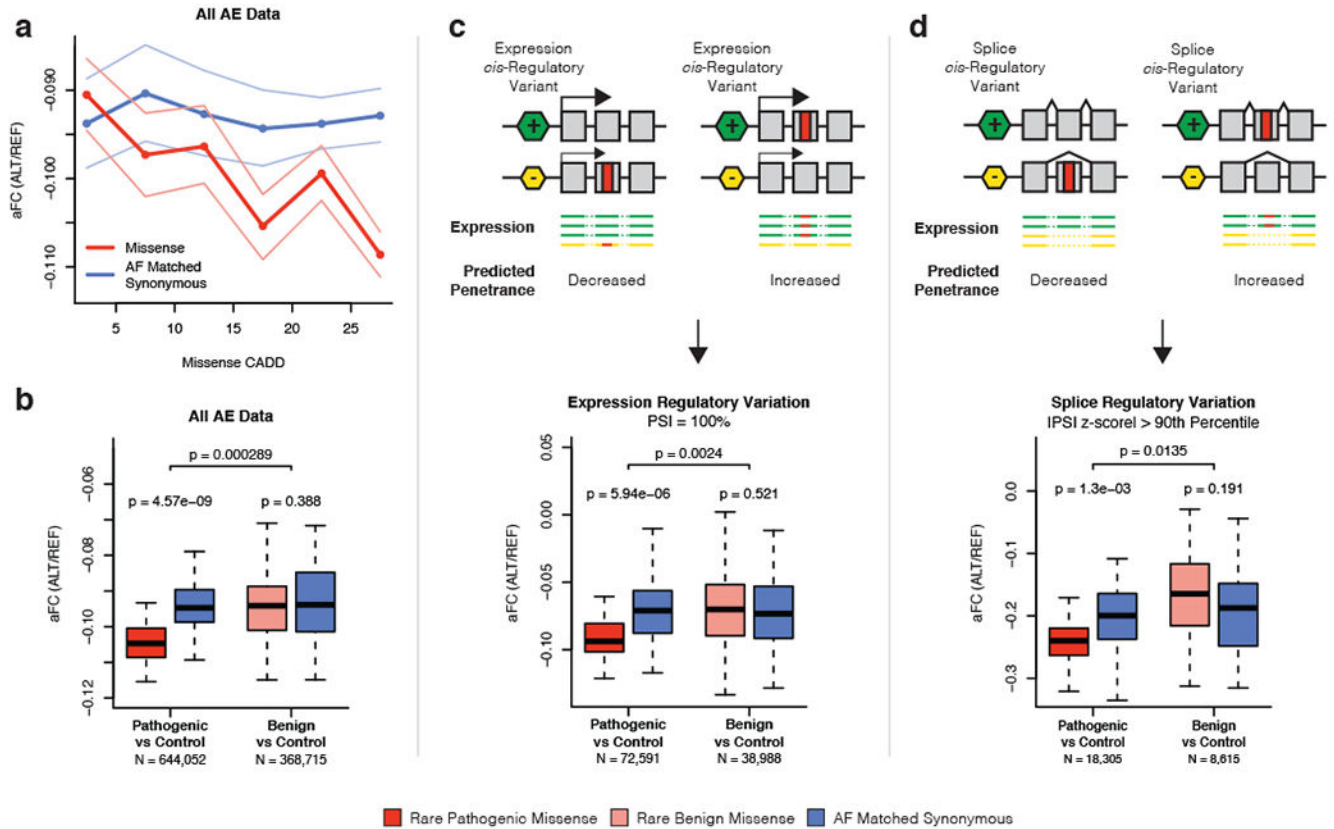 a
All AE Data
aFC (ALT/REF)
-0.090
-0.100
-0.110
Missense
AF Matched
Synonymous
5
10
15
20
25
Missense CADD
b
All AE Data
aFC (ALT/REF)
-0.06
-0.08
-0.10
-0.12
p = 0.000289
p = 4.57e-09
p = 0.388
Pathogenic
vs Control
N = 644,052
Benign
vs Control
N = 368,715
c
Expression
cis-Regulatory
Variant
Expression
cis-Regulatory
Variant
+
+
-
-
Expression
Predicted
Penetrance
Decreased
Increased
Expression Regulatory Variation
PSI = 100%
aFC (ALT/REF)
0.05
0.00
-0.05
-0.10
p = 0.0024
p = 5.94e-06
p = 0.521
Pathogenic
vs Control
N = 72,591
Benign
vs Control
N = 38,988
d
Splice
cis-Regulatory
Variant
Splice
cis-Regulatory
Variant
+
+
-
-
Expression
Predicted
Penetrance
Decreased
Increased
Splice Regulatory Variation
IPSI z-scorel > 90th Percentile
aFC (ALT/REF)
0.0
-0.1
-0.2
-0.3
p = 0.0135
p = 1.3e-03
p = 0.191
Pathogenic
vs Control
N = 18,305
Benign
vs Control
N = 8,615
Rare Pathogenic Missense
Rare Benign Missense
AF Matched Synonymous